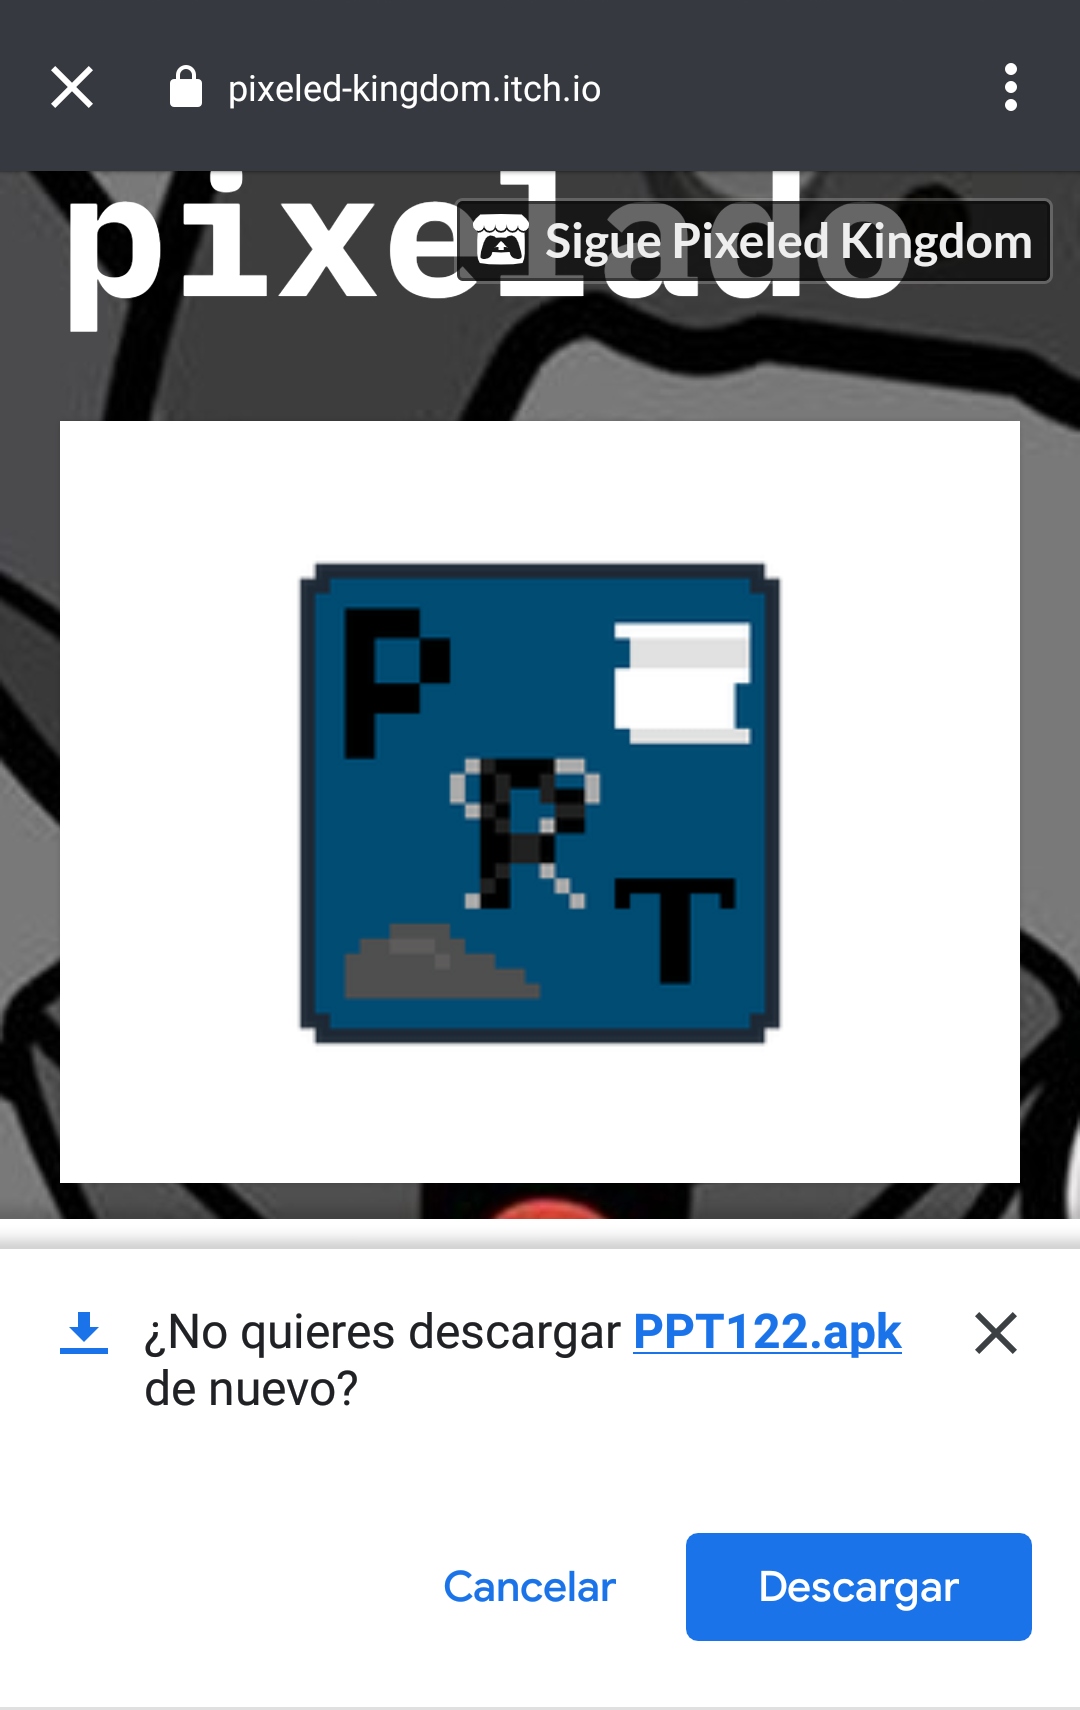 pixeled-kingdom.itch.io
pixelado
Sigue Pixeled Kingdom
P
R
T
¿No quieres descargar PPT122.apk
de nuevo?
Cancelar
Descargar